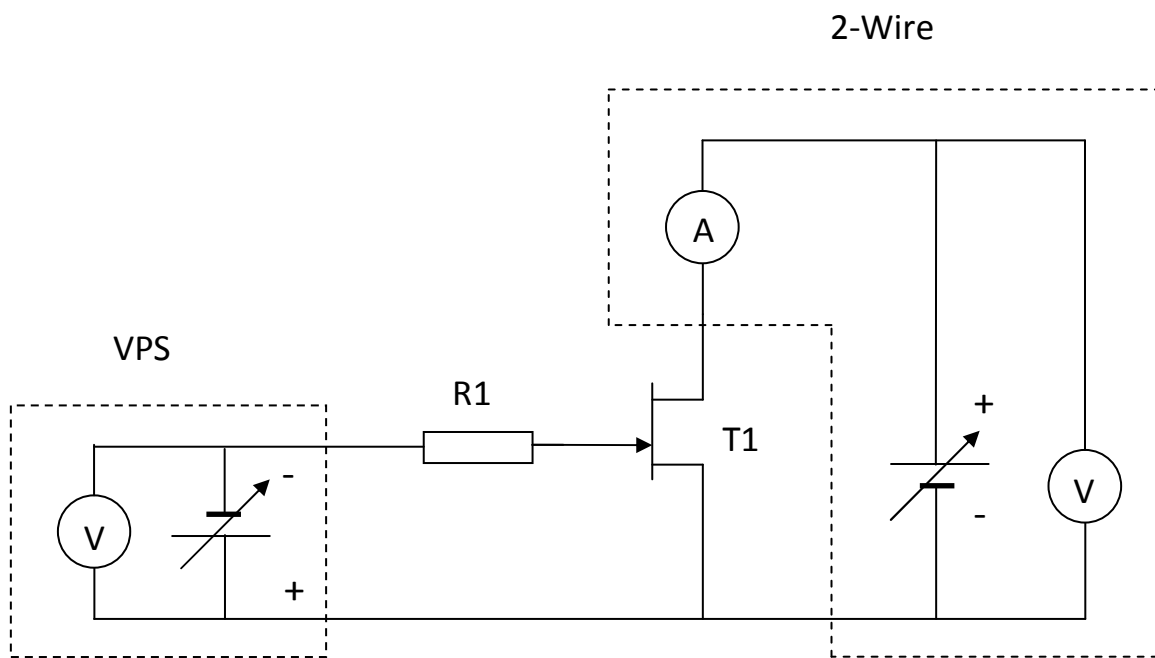 2-Wire
A
VPS
R1
T1
+
-
V
-
V
+